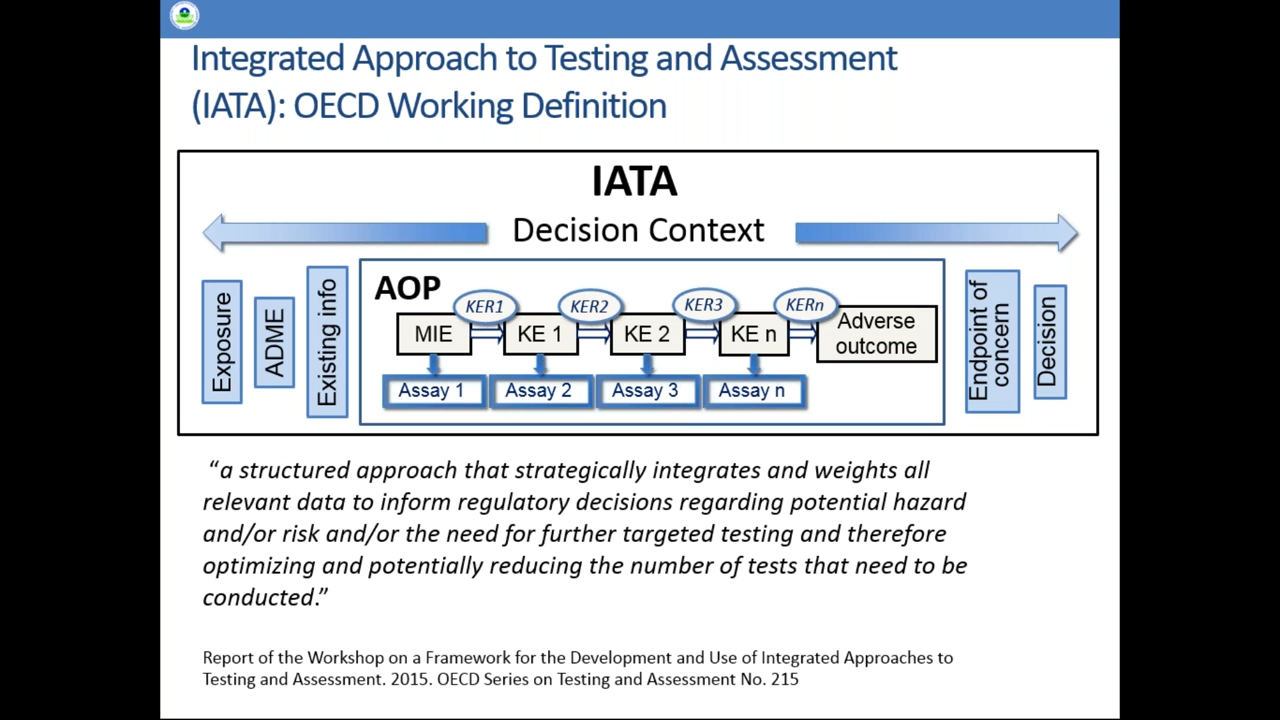 Integrated Approach to Testing and Assessment
(IATA): OECD Working Definition
IATA
Decision Context
Exposure
ADME
Existing info
AOP
KER1
KER2
KER3
KERn
MIE
KE 1
KE 2
KE n
Adverse
outcome
Assay 1
Assay 2
Assay 3
Assay n
Endpoint of
concern
Decision
“a structured approach that strategically integrates and weights all
relevant data to inform regulatory decisions regarding potential hazard
and/or risk and/or the need for further targeted testing and therefore
optimizing and potentially reducing the number of tests that need to be
conducted.”
Report of the Workshop on a Framework for the Development and Use of Integrated Approaches to
Testing and Assessment. 2015. OECD Series on Testing and Assessment No. 215